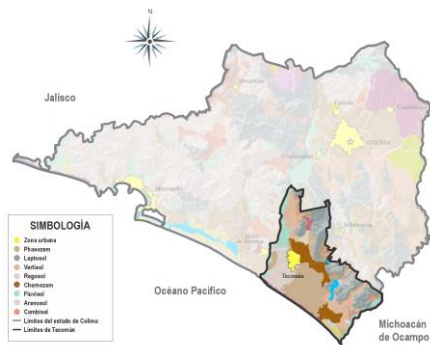 N
Jalisco
COLIMA
Tecomán
Océano Pacífico
Michoacán
de Ocampo
SIMBOLOGÍA
Zona urbana
Phaeozem
Leptosol
Vertisol
Regosol
Chernozem
Fluvisol
Arenosol
Cambisol
Límites del estado de Colima
Límites de Tecomán